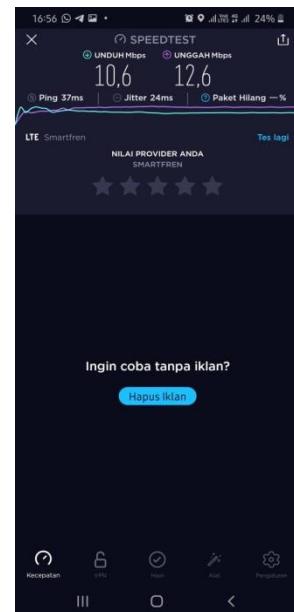 16:56 24%
SPEEDTEST
UNDUH Mbps UNGGAH Mbps
10,6 12,6
Ping 37ms Jitter 24ms Paket Hilang — %
LTE Smartfren Tes lagi
NILAI PROVIDER ANDA
SMARTFREN
Ingin coba tanpa iklan?
Hapus Iklan
Kecepatan VPN Alat Pengaturan